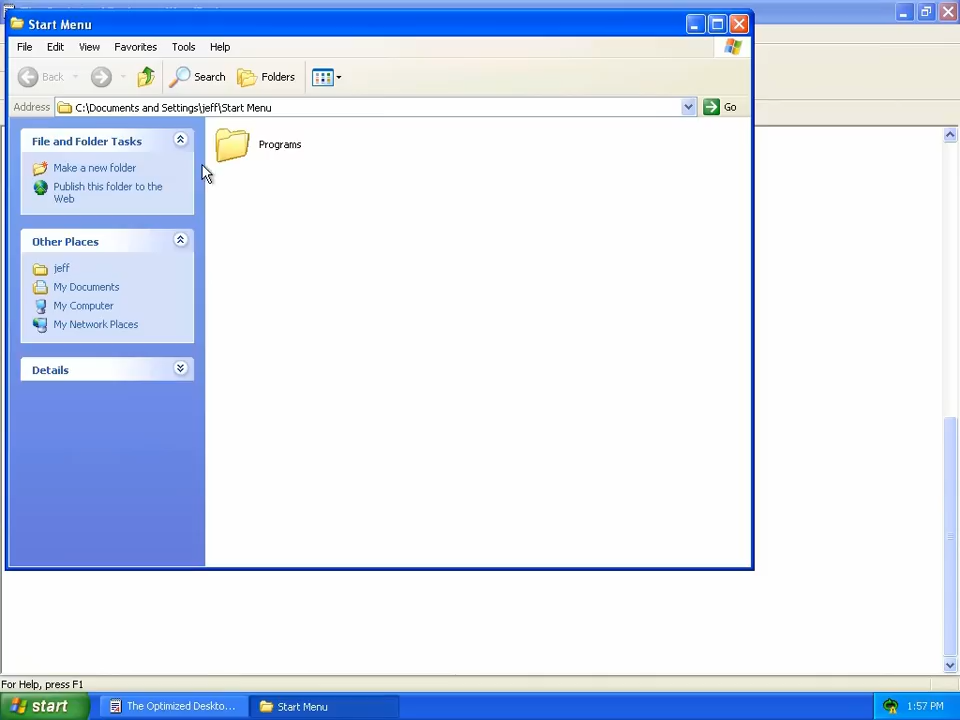 Start Menu
File Edit View Favorites Tools Help
Back Search Folders
Address C:\Documents and Settings\jeff\Start Menu Go
File and Folder Tasks
Make a new folder
Publish this folder to the
Web
Other Places
jeff
My Documents
My Computer
My Network Places
Details
Programs
For Help, press F1
start The Optimized Deskto... Start Menu 1:57 PM